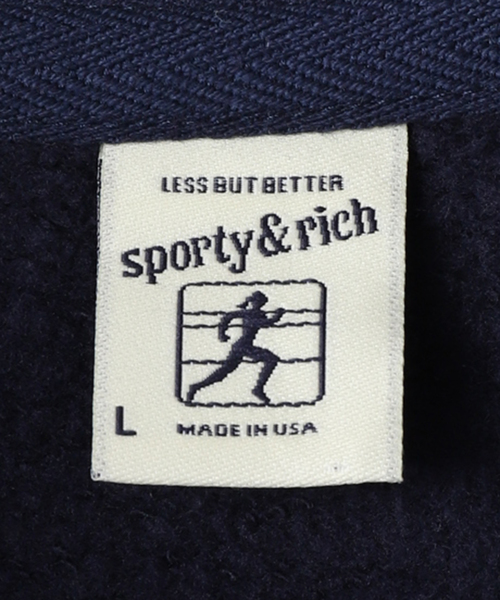 LESS BUT BETTER
sporty&rich
L
MADE IN USA